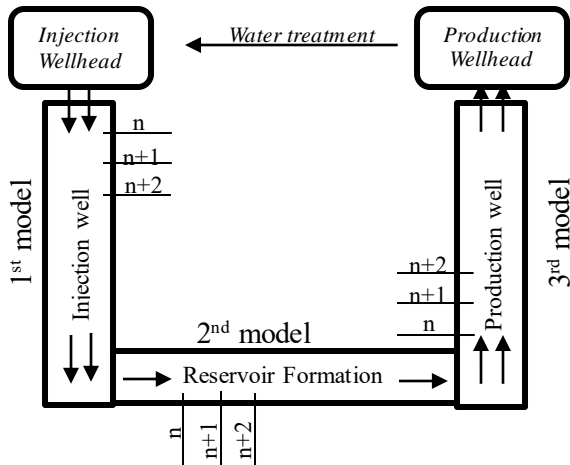 Injection
Wellhead
Water treatment
Production
Wellhead
n
n+1
n+2
1st model
Injection well
2nd model
Reservoir Formation
n
n+1
n+2
n+2
n+1
n
Production well
3rd model